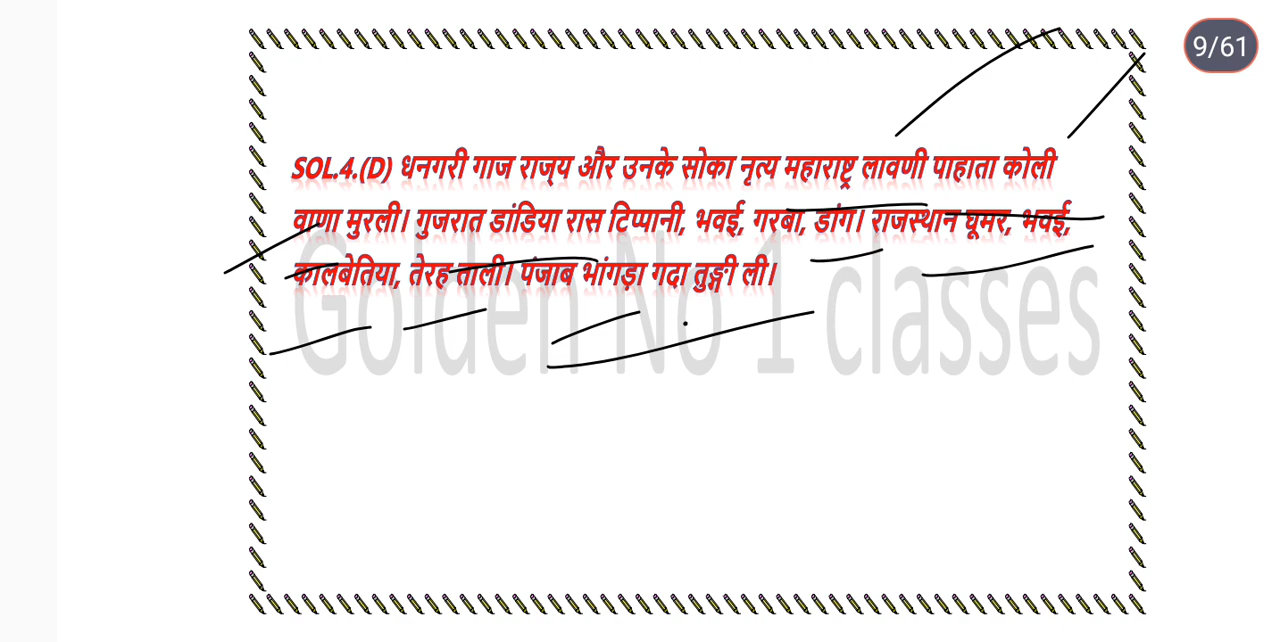 9/61
SOL.4.(D) धनगरी गाज राज्य और उनके सोका नृत्य महाराष्ट्र लावणी पाहाता कोली
वाणा मुरली। गुजरात डांडिया रास टिप्पानी, भवई, गरबा, डांग। राजस्थान घूमर, भवई,
कालबेतिया, तेरह ताली। पंजाब भांगड़ा गदा तुङ्गी ली।
Golden No 1 classes